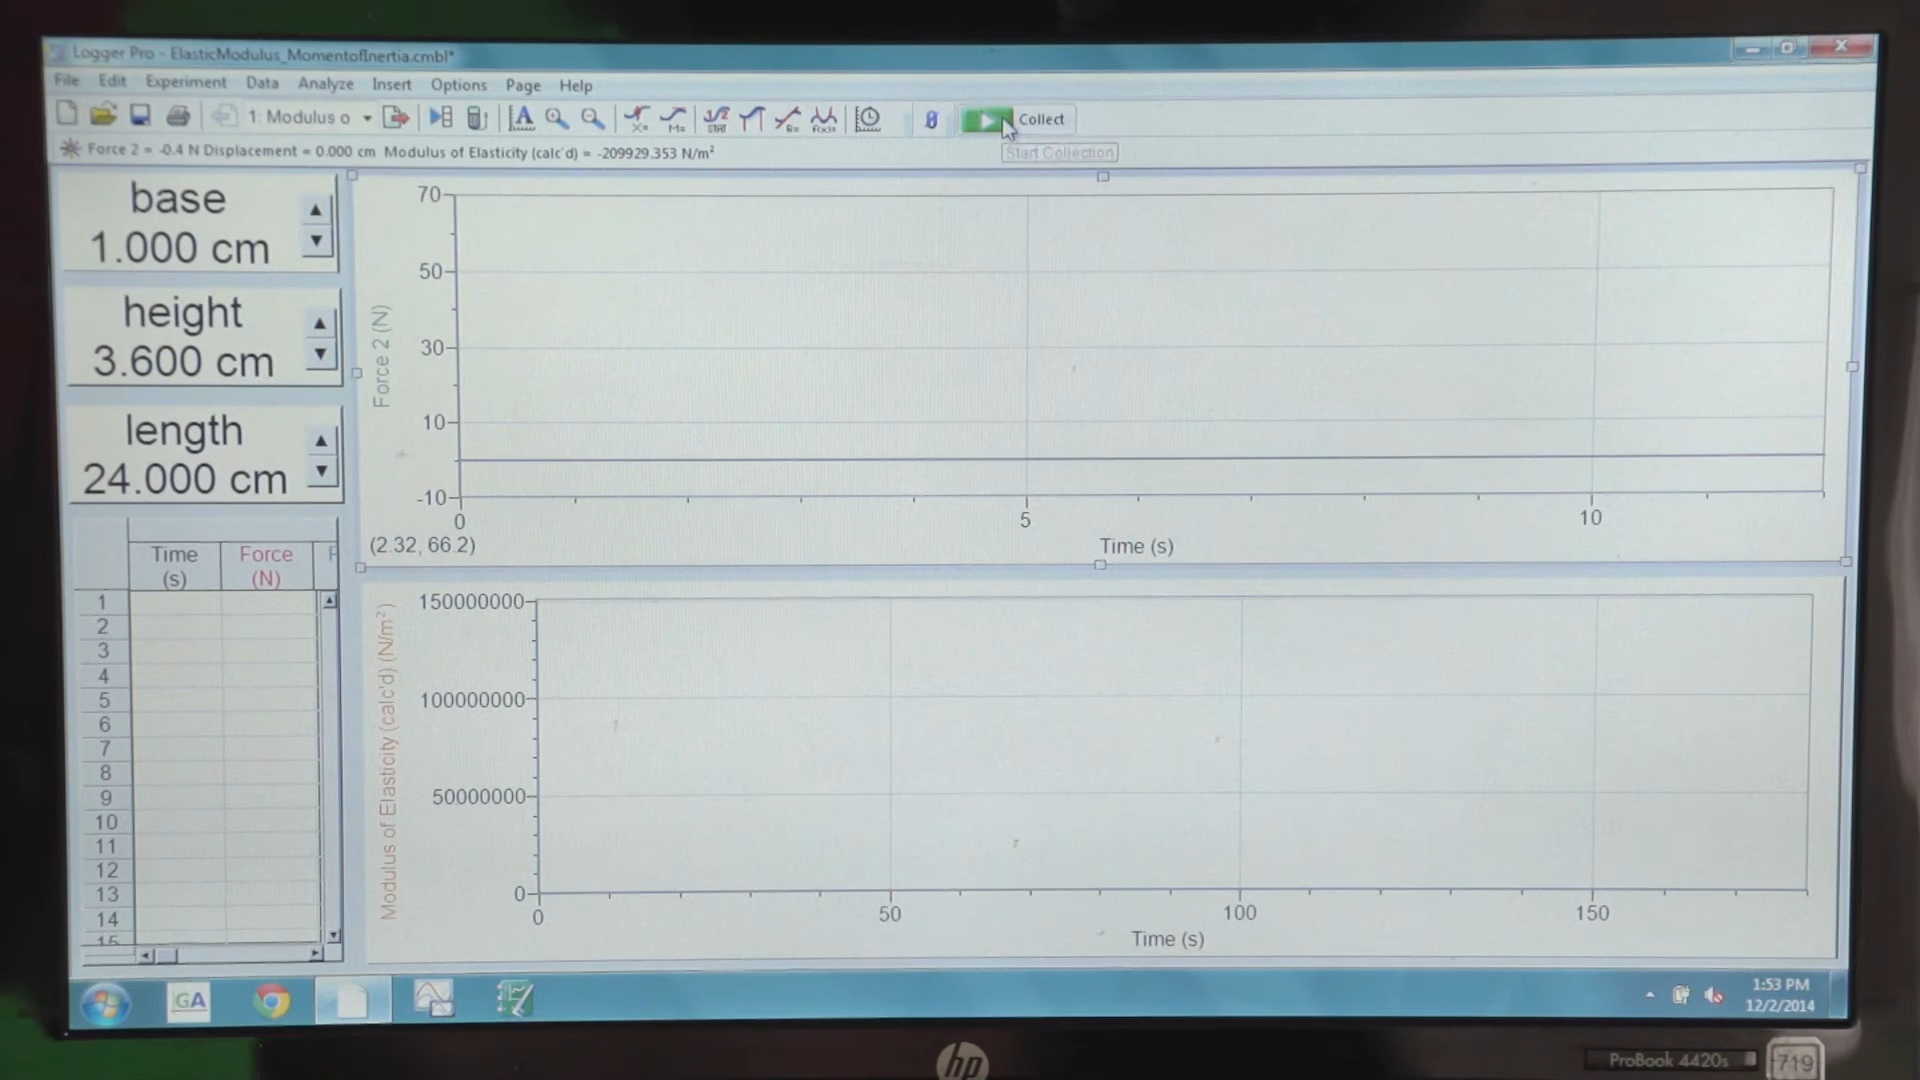 Logger Pro - ElasticModulus_MomentofInertia.cmbl*
File Edit Experiment Data Analyze Insert Options Page Help
1: Modulus o
Collect
Force 2 = -0.4 N Displacement = 0.000 cm Modulus of Elasticity (calc'd) = -209929.353 N/m²
Start Collection
base
1.000 cm
height
3.600 cm
length
24.000 cm
Time
(s)
Force
(N)
1
2
3
4
5
6
7
8
9
10
11
12
13
14
15
Force 2 (N)
70
50
30
10
-10
0 5 10
(2.32, 66.2)
Time (s)
Modulus of Elasticity (calc'd) (N/m²)
150000000
100000000
50000000
0
0 50 100 150
Time (s)
GA
1:53 PM
12/2/2014
hp
ProBook 4420s
719